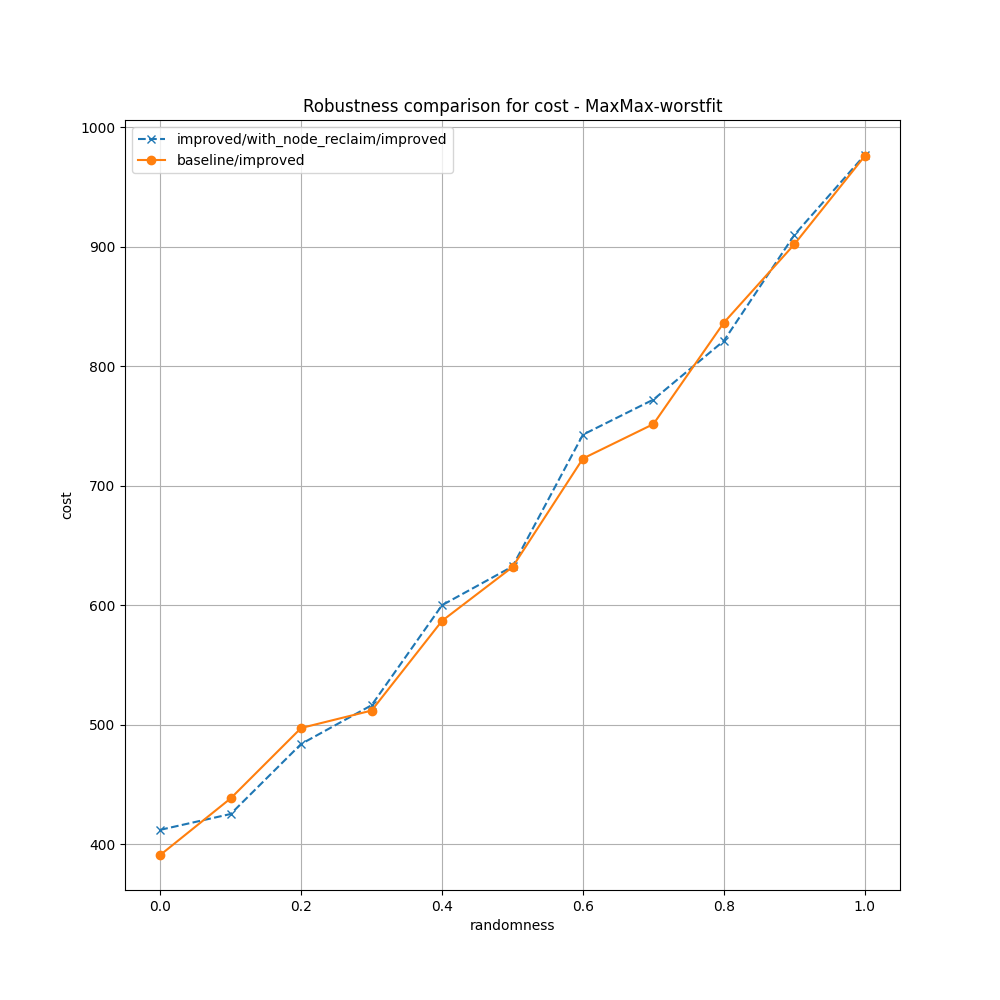 Robustness comparison for cost - MaxMax-worstfit
improved/with_node_reclaim/improved
baseline/improved
1000
900
800
700
600
500
400
cost
0.0 0.2 0.4 0.6 0.8 1.0
randomness